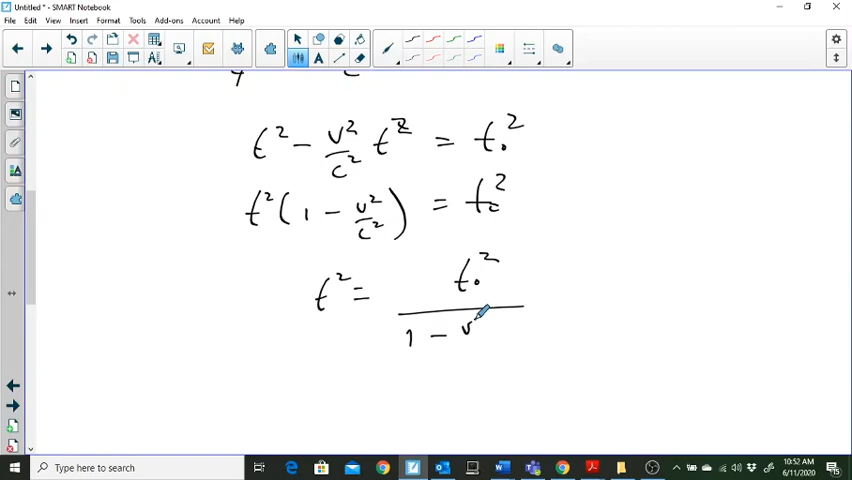 Untitled * - SMART Notebook
File Edit View Insert Format Tools Add-ons Account Help
t² - v²/c² t² = t₀²
t² ( 1 - v²/c² ) = t₀²
t² = t₀² / 1 - v
Type here to search
10:52 AM
6/11/2020
15